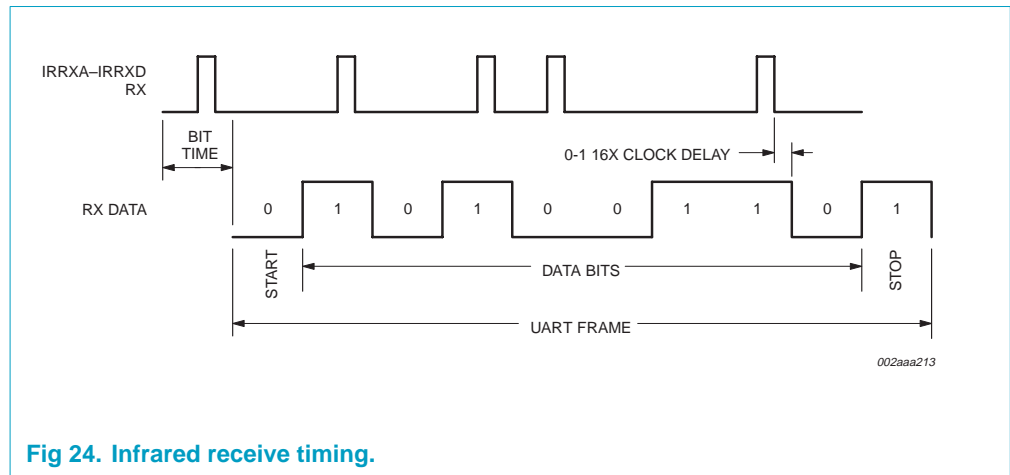 IRRXA–IRRXD
RX
BIT
TIME
0-1 16X CLOCK DELAY
RX DATA
0 1 0 1 0 0 1 1 0 1
START
DATA BITS
STOP
UART FRAME
002aaa213
Fig 24. Infrared receive timing.